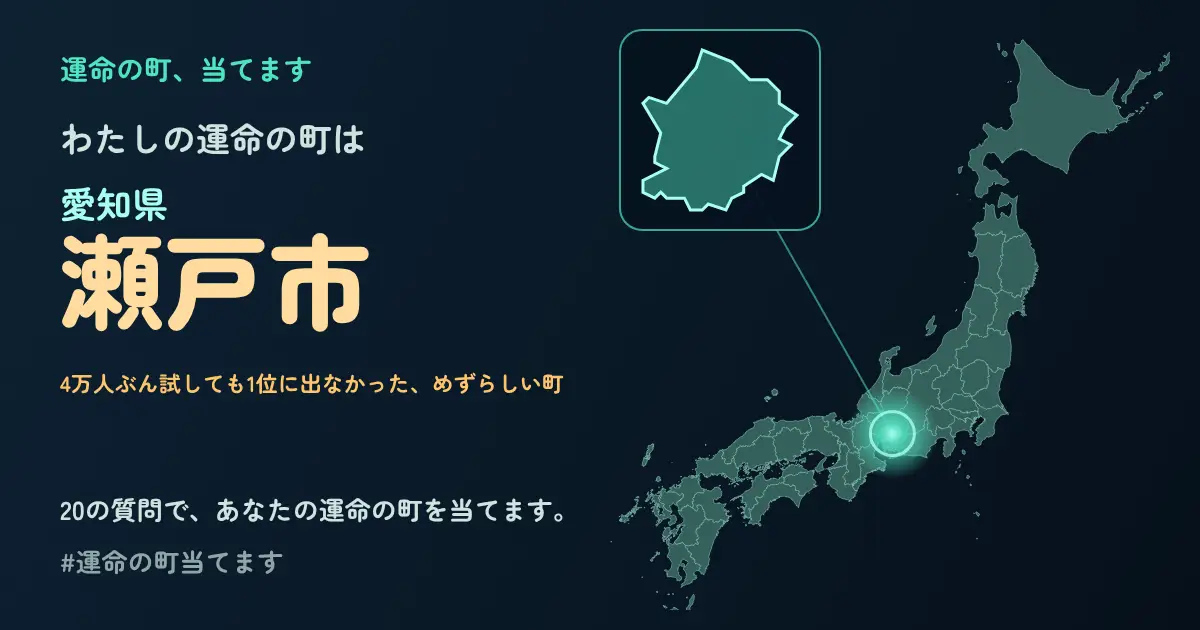 運命の町、当てます
わたしの運命の町は
愛知県
瀬戸市
4万人ぶん試しても1位に出なかった、めずらしい町
20の質問で、あなたの運命の町を当てます。
#運命の町当てます